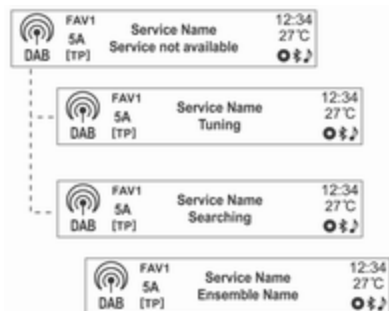 FAV1 12:34
Service Name
5A 27°C
Service not available
DAB [TP]
FAV1 12:34
Service Name
5A 27°C
Tuning
DAB [TP]
FAV1 12:34
Service Name
5A 27°C
Searching
DAB [TP]
FAV1 12:34
Service Name
5A 27°C
Ensemble Name
DAB [TP]